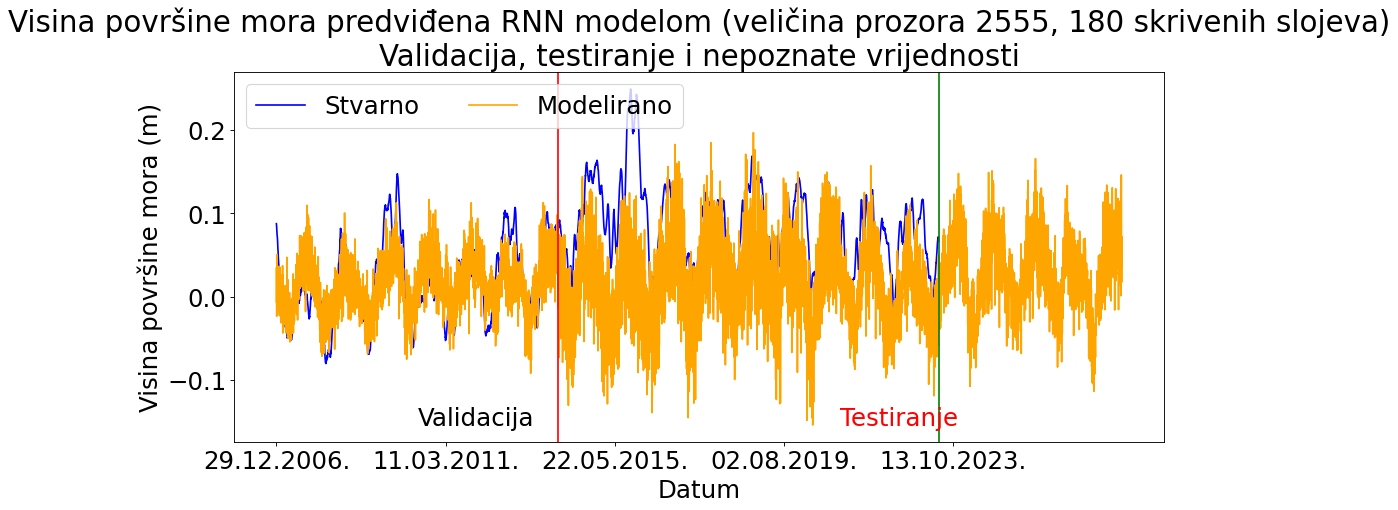 Visina površine mora predviđena RNN modelom (veličina prozora 2555, 180 skrivenih slojeva)
Validacija, testiranje i nepoznate vrijednosti
Stvarno Modelirano
Visina površine mora (m)
0.2
0.1
0.0
−0.1
Validacija Testiranje
29.12.2006. 11.03.2011. 22.05.2015. 02.08.2019. 13.10.2023.
Datum